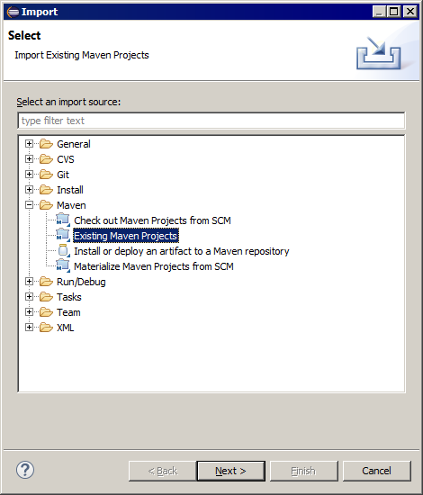 Import
Select
Import Existing Maven Projects
Select an import source:
type filter text
General
CVS
Git
Install
Maven
Check out Maven Projects from SCM
Existing Maven Projects
Install or deploy an artifact to a Maven repository
Materialize Maven Projects from SCM
Run/Debug
Tasks
Team
XML
?
< Back
Next >
Finish
Cancel